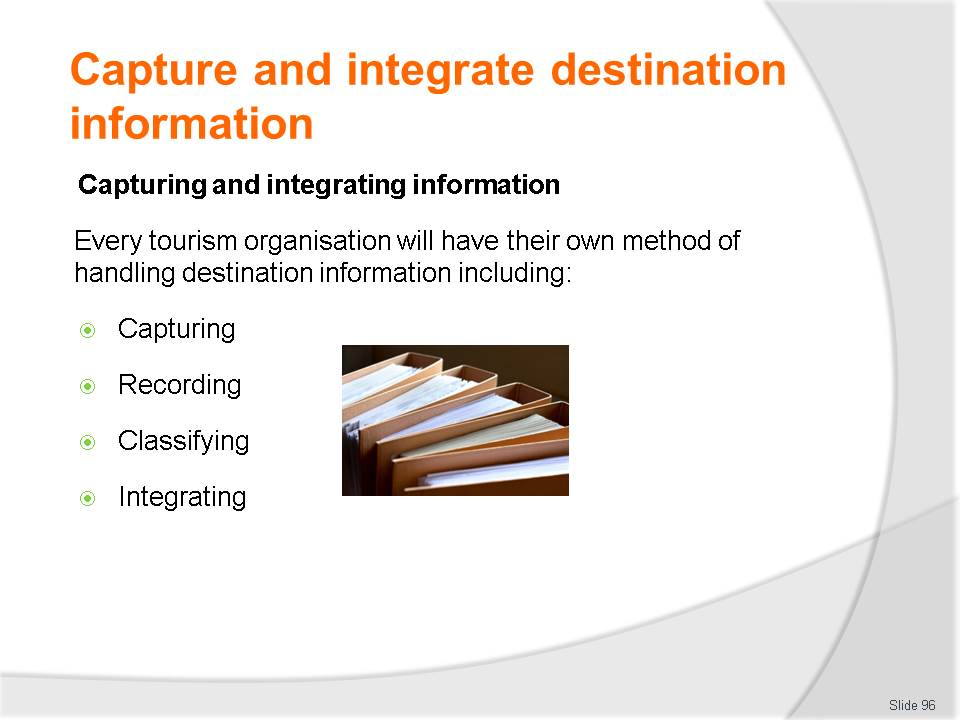 Capture and integrate destination
information
Capturing and integrating information
Every tourism organisation will have their own method of
handling destination information including:
Capturing
Recording
Classifying
Integrating
Slide 96